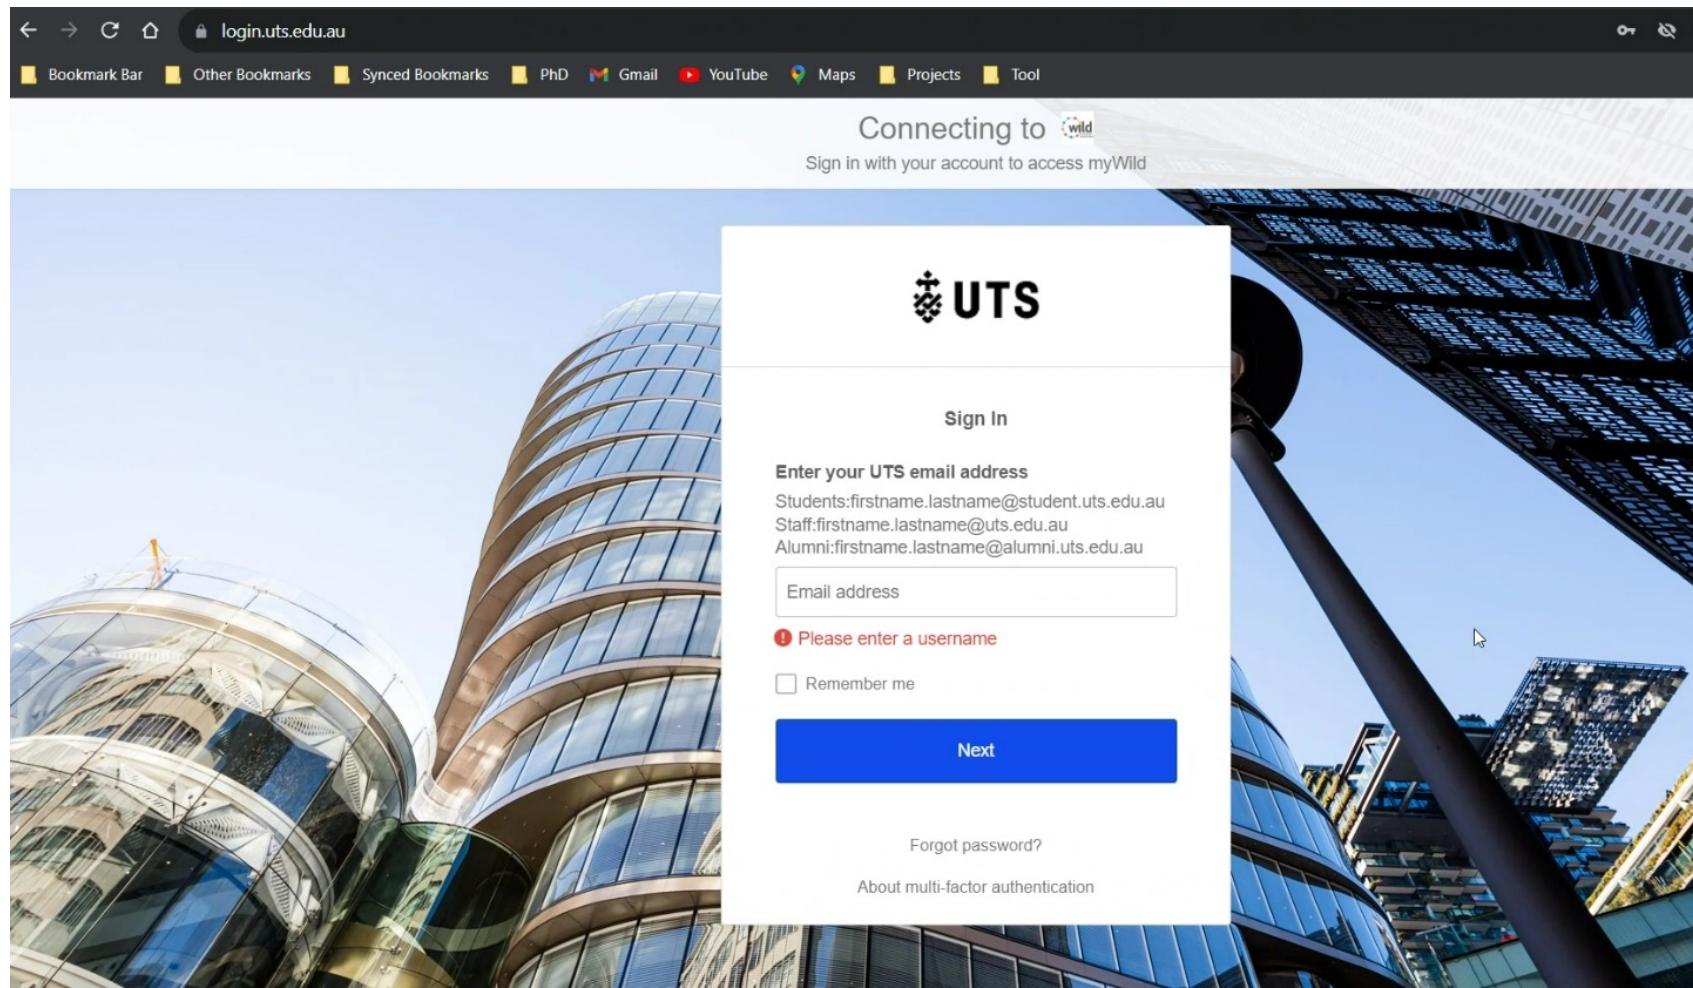 login.uts.edu.au
Bookmark Bar Other Bookmarks Synced Bookmarks PhD Gmail YouTube Maps Projects Tool
Connecting to wild
Sign in with your account to access myWild
UTS
Sign In
Enter your UTS email address
Students:firstname.lastname@student.uts.edu.au
Staff:firstname.lastname@uts.edu.au
Alumni:firstname.lastname@alumni.uts.edu.au
Email address
Please enter a username
Remember me
Next
Forgot password?
About multi-factor authentication